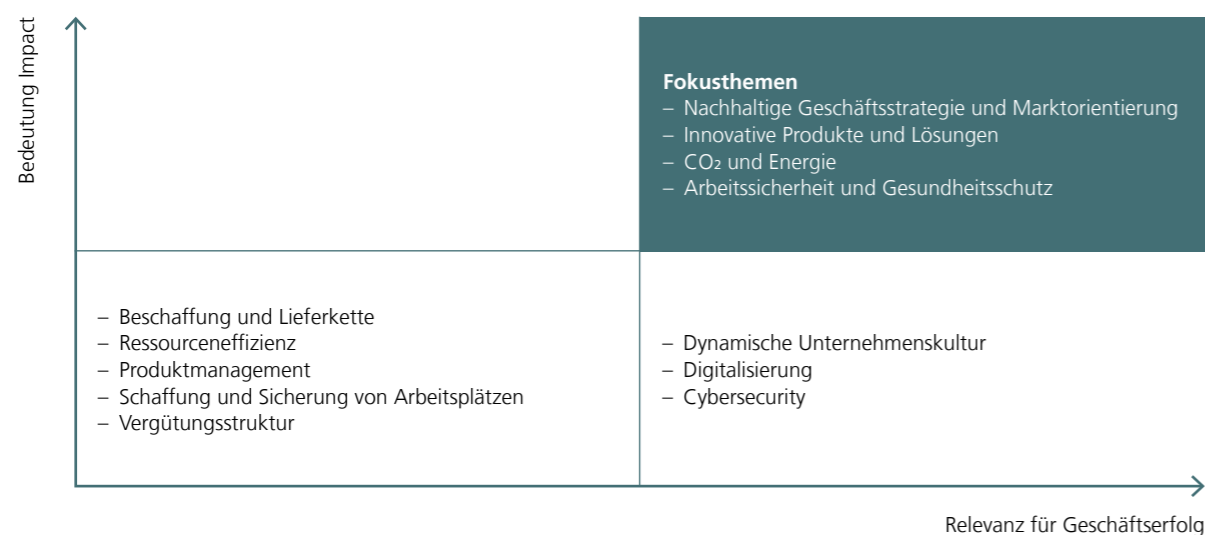 Bedeutung Impact
Fokusthemen
– Nachhaltige Geschäftsstrategie und Marktorientierung
– Innovative Produkte und Lösungen
– CO₂ und Energie
– Arbeitssicherheit und Gesundheitsschutz
– Beschaffung und Lieferkette
– Ressourceneffizienz
– Produktmanagement
– Schaffung und Sicherung von Arbeitsplätzen
– Vergütungsstruktur
– Dynamische Unternehmenskultur
– Digitalisierung
– Cybersecurity
Relevanz für Geschäftserfolg